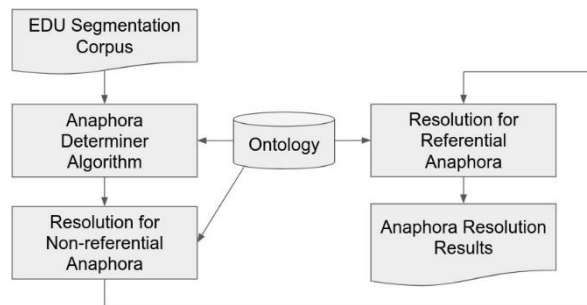 EDU Segmentation
Corpus
Anaphora
Determiner
Algorithm
Ontology
Resolution for
Referential
Anaphora
Resolution for
Non-referential
Anaphora
Anaphora Resolution
Results